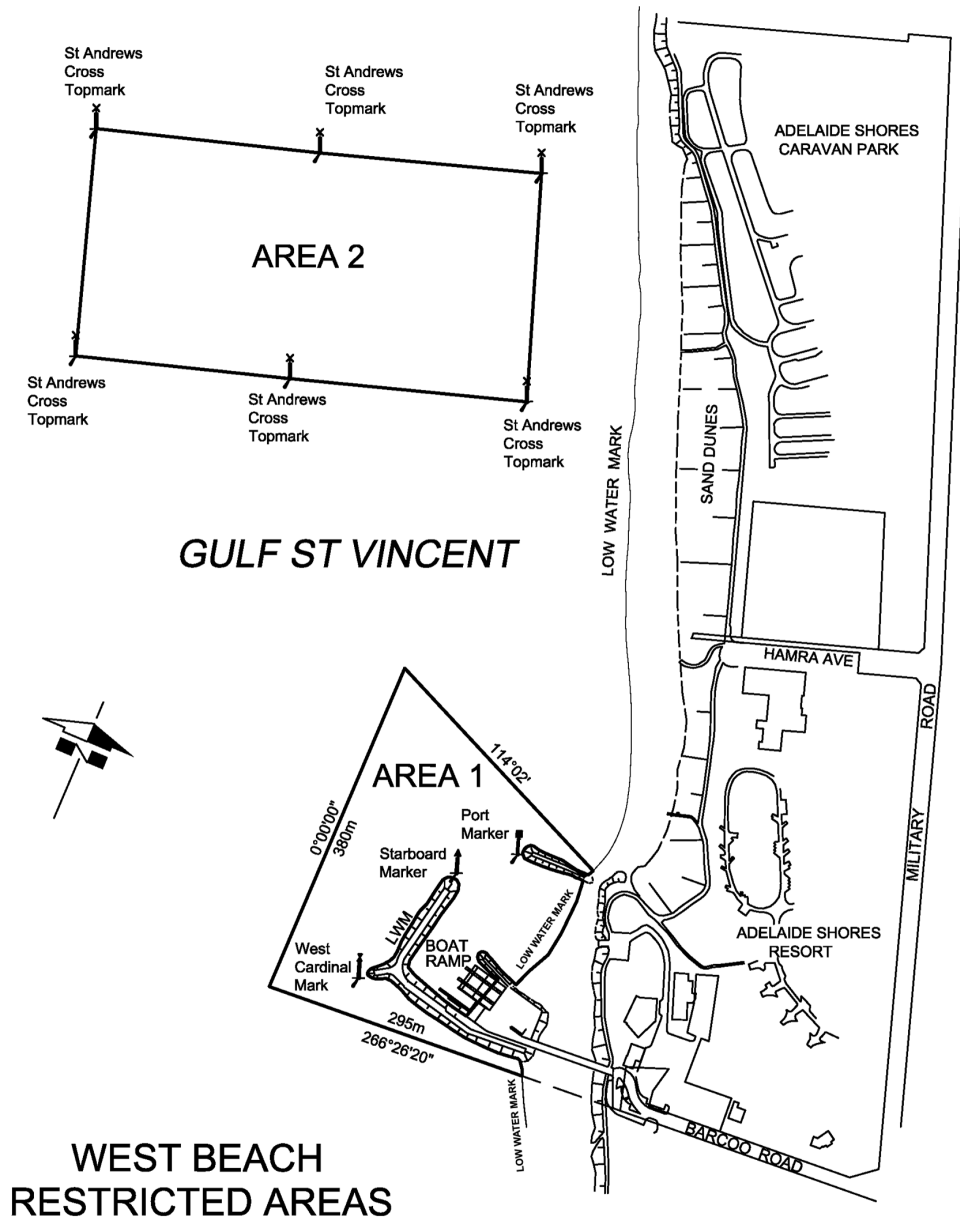 St Andrews
Cross
Topmark
St Andrews
Cross
Topmark
St Andrews
Cross
Topmark
ADELAIDE SHORES
CARAVAN PARK
AREA 2
St Andrews
Cross
Topmark
St Andrews
Cross
Topmark
St Andrews
Cross
Topmark
SAND DUNES
LOW WATER MARK
GULF ST VINCENT
HAMRA AVE
MILITARY ROAD
AREA 1
114°02'
0°00'00"
380m
Port
Marker
Starboard
Marker
LWM
BOAT
RAMP
LOW WATER MARK
West
Cardinal
Mark
ADELAIDE SHORES
RESORT
295m
266°26'20"
LOW WATER MARK
BARCOO ROAD
WEST BEACH
RESTRICTED AREAS